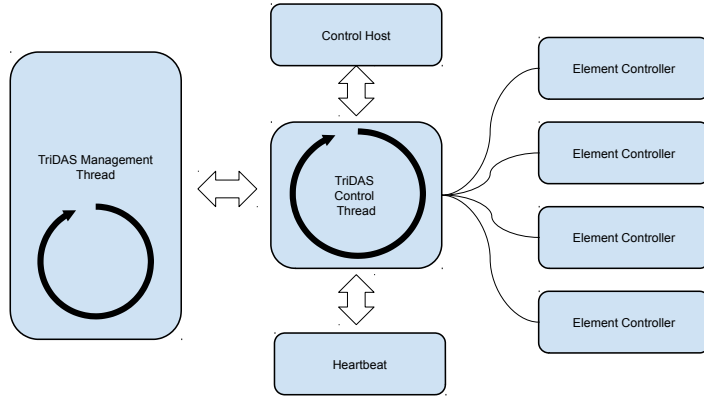 Control Host
Element Controller
TriDAS Management
Thread
Element Controller
TriDAS
Control
Thread
Element Controller
Element Controller
Heartbeat